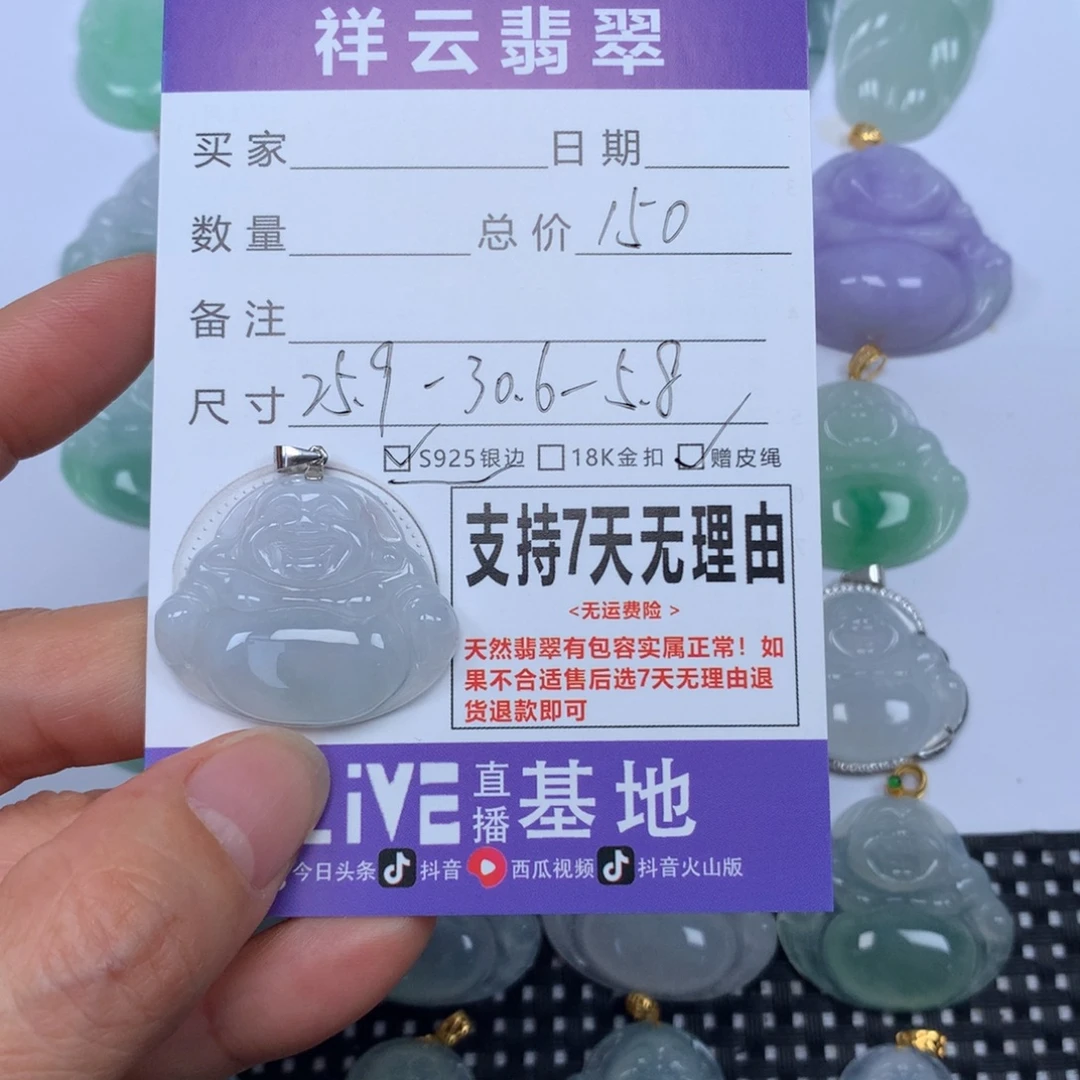 祥云翡翠
买家 日期
数量 总价 150
备注
尺寸 25.9-30.6-5.8
S925银边 18K金扣 赠皮绳
支持7天无理由
<无运费险>
天然翡翠有包容实属正常！如
果不合适售后选7天无理由退
货退款即可
LiVE直播基地
今日头条 抖音 西瓜视频 抖音火山版